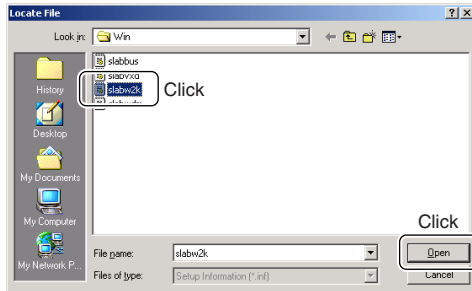 Locate File
Look in: Win
slabbus
slabvxd
slabw2k
Click
History
Desktop
My Documents
My Computer
My Network P...
Click
File name: slabw2k Open
Files of type: Setup Information (*.inf) Cancel